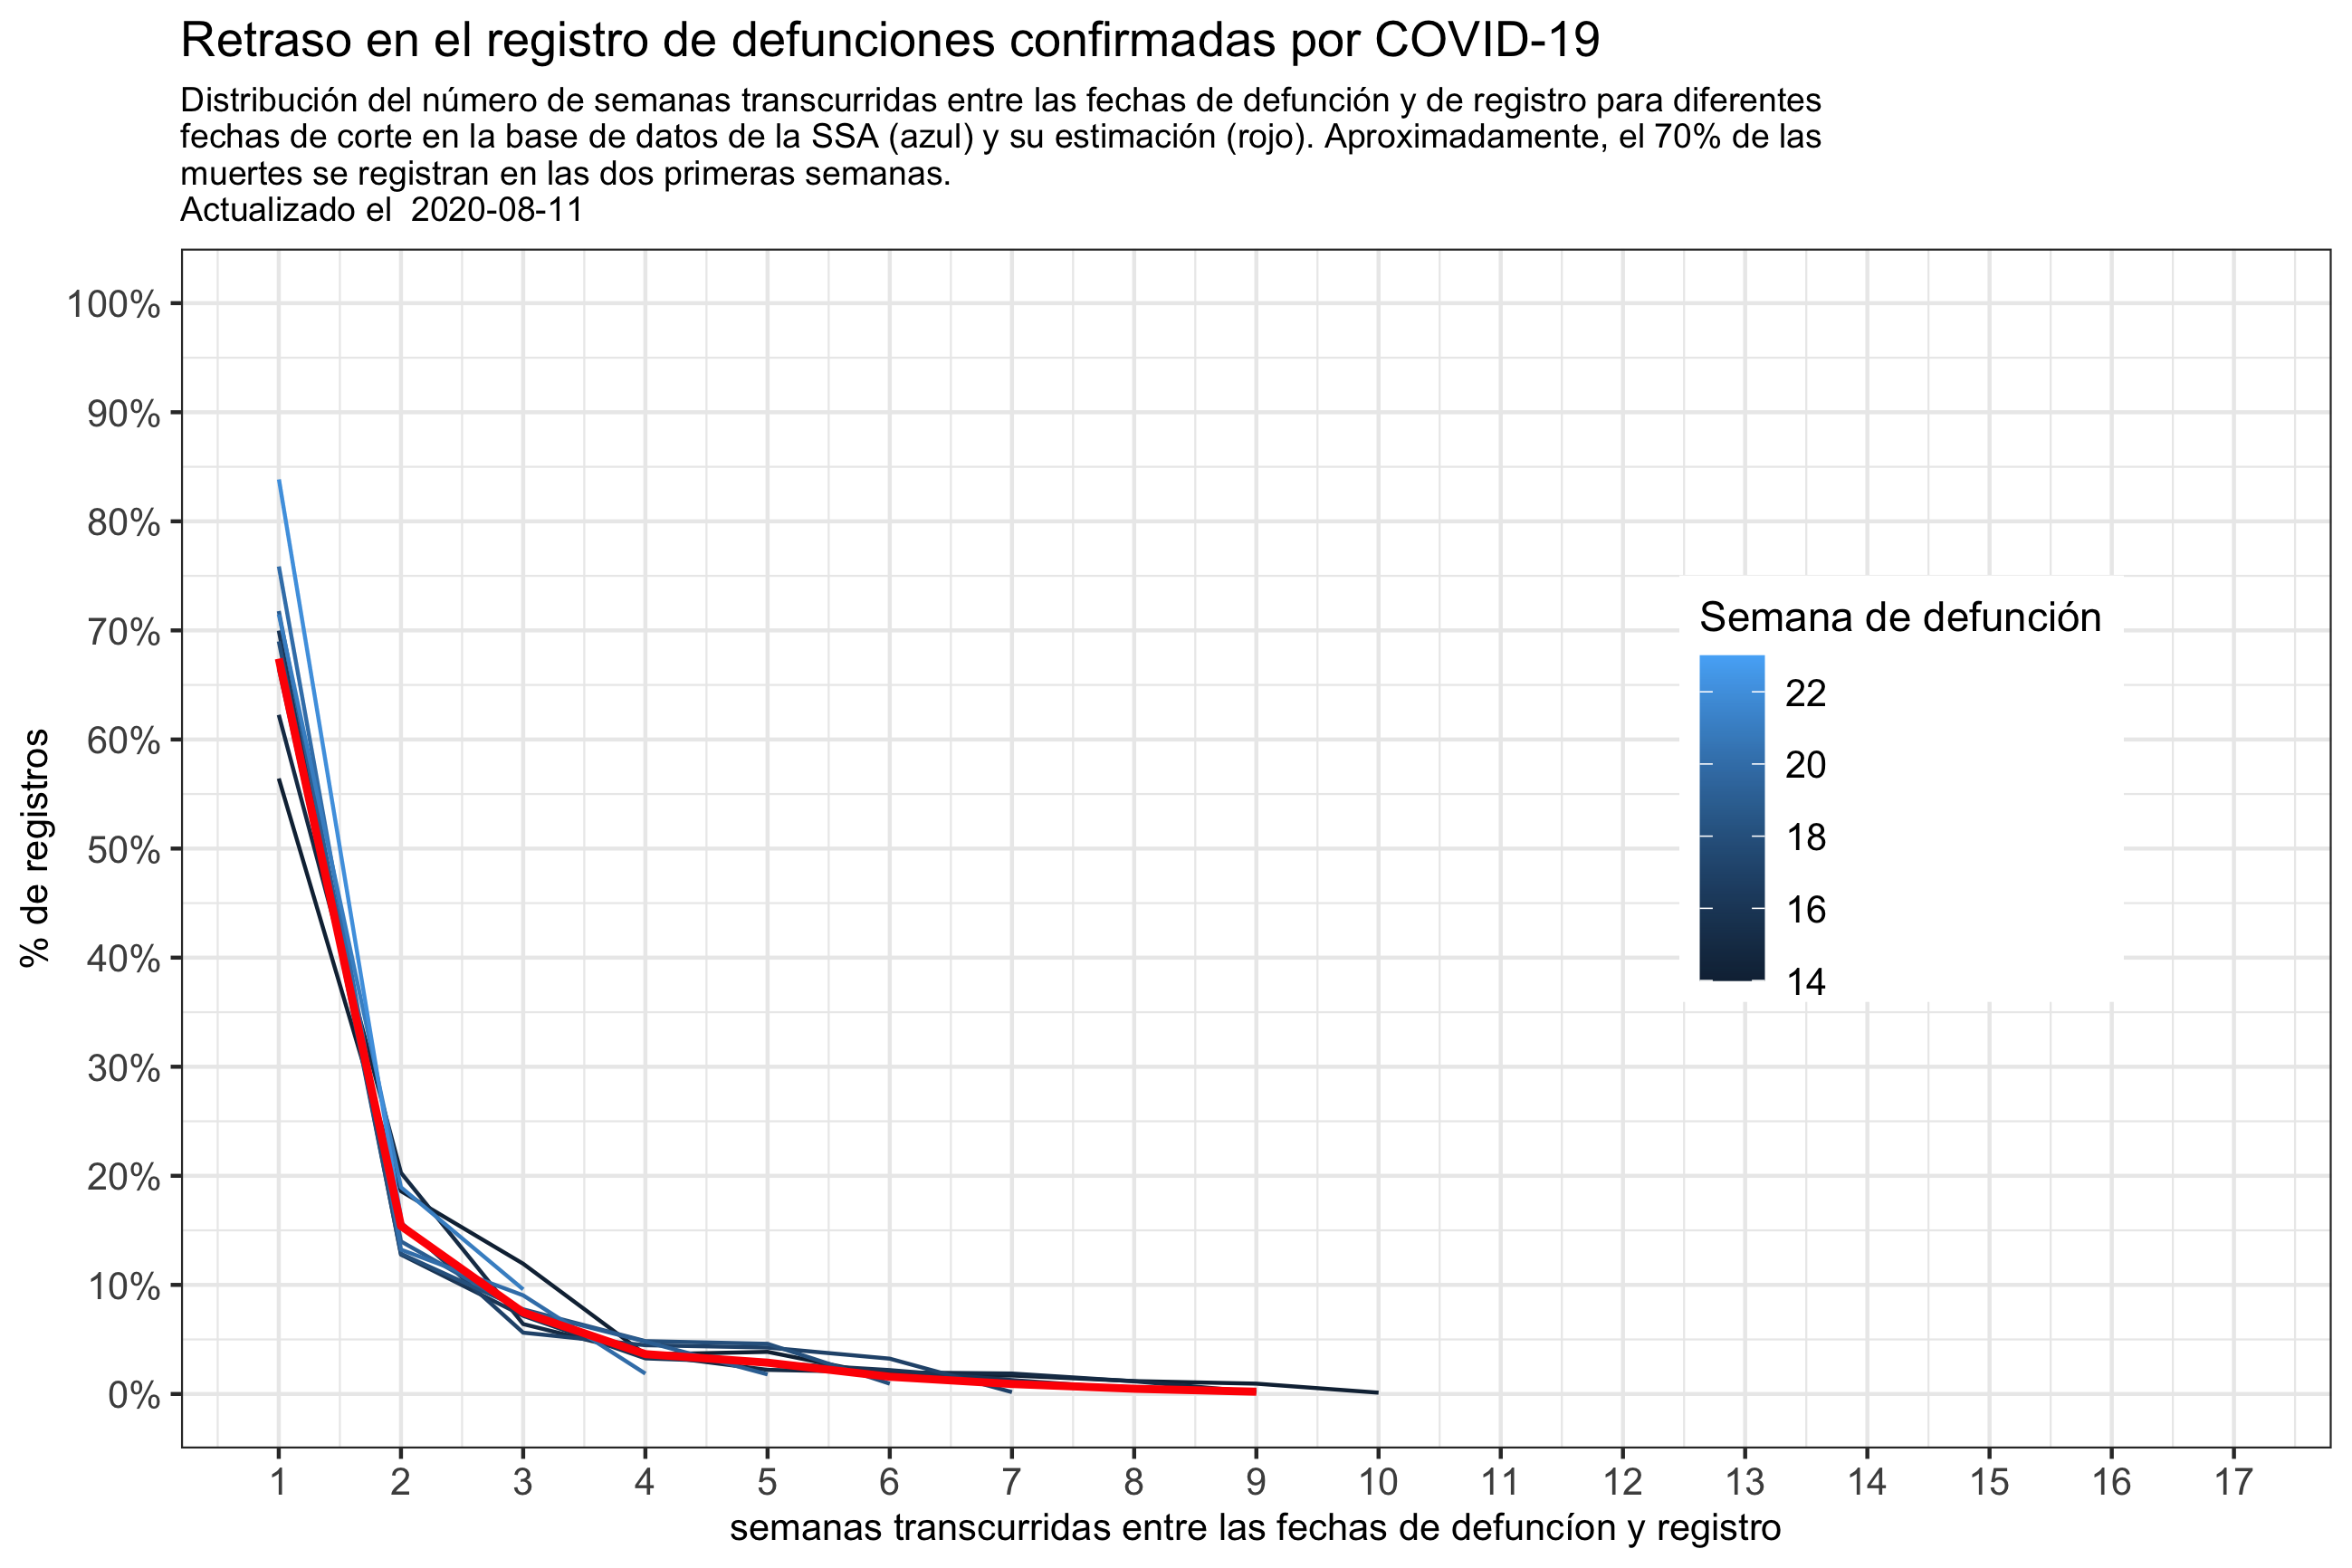 Retraso en el registro de defunciones confirmadas por COVID-19
Distribución del número de semanas transcurridas entre las fechas de defunción y de registro para diferentes
fechas de corte en la base de datos de la SSA (azul) y su estimación (rojo). Aproximadamente, el 70% de las
muertes se registran en las dos primeras semanas.
Actualizado el  2020-08-11
% de registros
100%
90%
80%
70%
60%
50%
40%
30%
20%
10%
0%
Semana de defunción
22
20
18
16
14
1 2 3 4 5 6 7 8 9 10 11 12 13 14 15 16 17
semanas transcurridas entre las fechas de defuncíon y registro